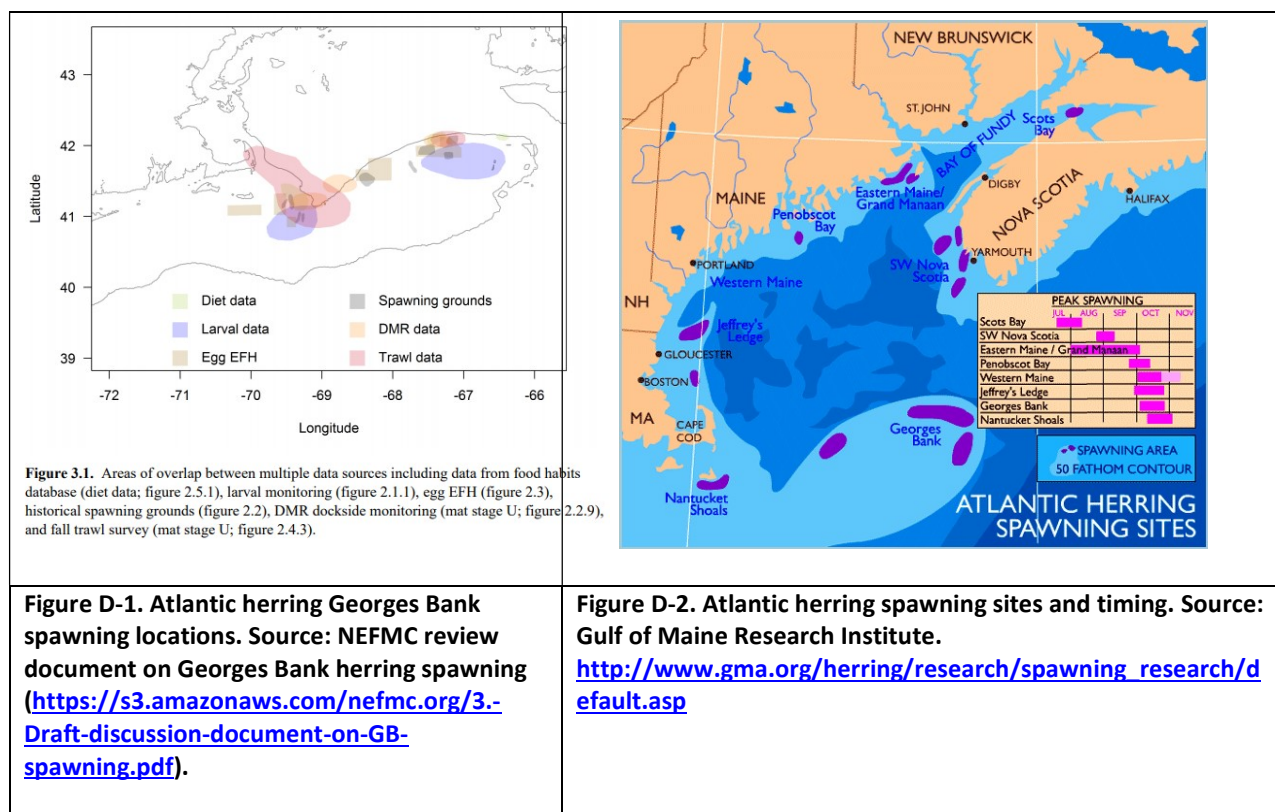 43
42
41
40
39
Latitude
Diet data
Larval data
Egg EFH
Spawning grounds
DMR data
Trawl data
-72
-71
-70
-69
-68
-67
-66
Longitude
Figure 3.1. Areas of overlap between multiple data sources including data from food habits
database (diet data; figure 2.5.1), larval monitoring (figure 2.1.1), egg EFH (figure 2.3),
historical spawning grounds (figure 2.2), DMR dockside monitoring (mat stage U; figure 2.2.9),
and fall trawl survey (mat stage U; figure 2.4.3).
NEW BRUNSWICK
ST. JOHN
BAY OF FUNDY
Scots
Bay
DIGBY
NOVA SCOTIA
HALIFAX
MAINE
Eastern Maine/
Grand Manaan
Penobscot
Bay
YARMOUTH
SW Nova
Scotia
PORTLAND
Western Maine
NH
Jeffrey's
Ledge
GLOUCESTER
BOSTON
MA
CAPE
COD
Georges
Bank
Nantucket
Shoals
PEAK SPAWNING
JUL AUG SEP OCT NOV
Scots Bay
SW Nova Scotia
Eastern Maine / Grand Manaan
Penobscot Bay
Western Maine
Jeffrey's Ledge
Georges Bank
Nantucket Shoals
SPAWNING AREA
50 FATHOM CONTOUR
ATLANTIC HERRING
SPAWNING SITES
Figure D-1. Atlantic herring Georges Bank
spawning locations. Source: NEFMC review
document on Georges Bank herring spawning
(https://s3.amazonaws.com/nefmc.org/3.-
Draft-discussion-document-on-GB-
spawning.pdf).
Figure D-2. Atlantic herring spawning sites and timing. Source:
Gulf of Maine Research Institute.
http://www.gma.org/herring/research/spawning_research/d
efault.asp